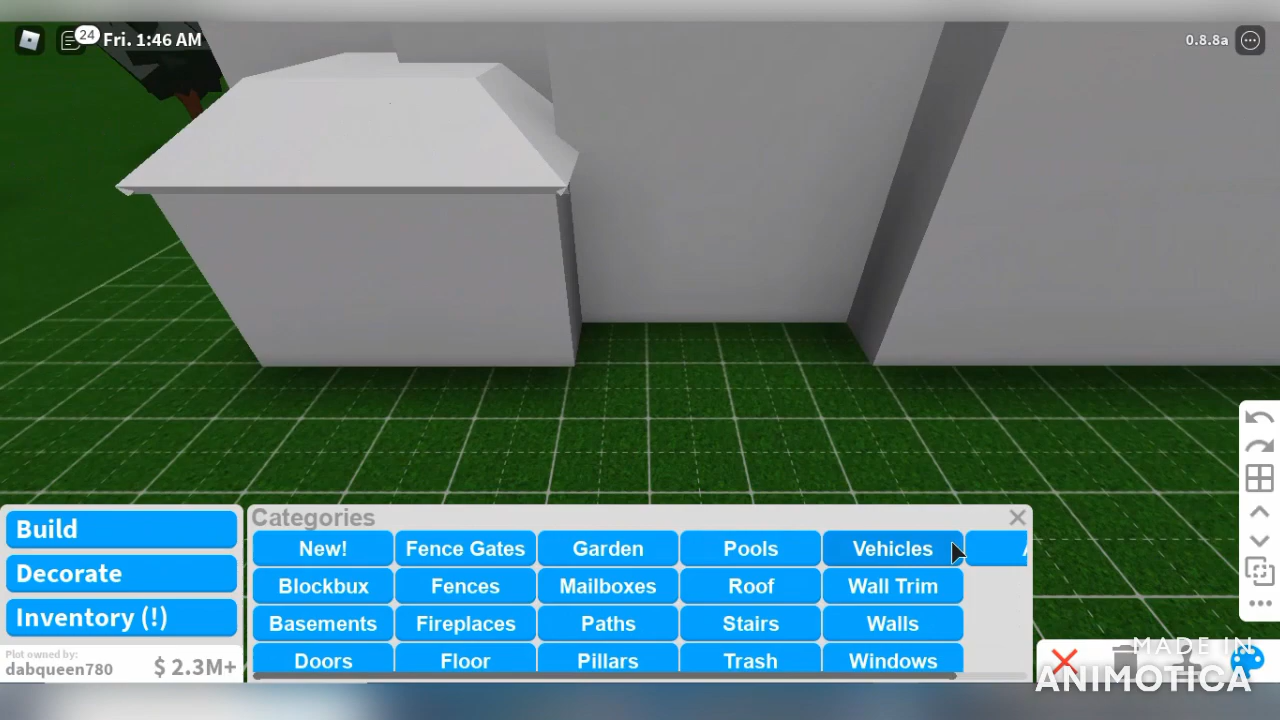 24 Fri. 1:46 AM
0.8.8a
Build
Decorate
Inventory (!)
Plot owned by:
dabqueen780
$ 2.3M+
Categories
New! Fence Gates Garden Pools Vehicles
Blockbux Fences Mailboxes Roof Wall Trim
Basements Fireplaces Paths Stairs Walls
Doors Floor Pillars Trash Windows
MADE IN
ANIMOTICA